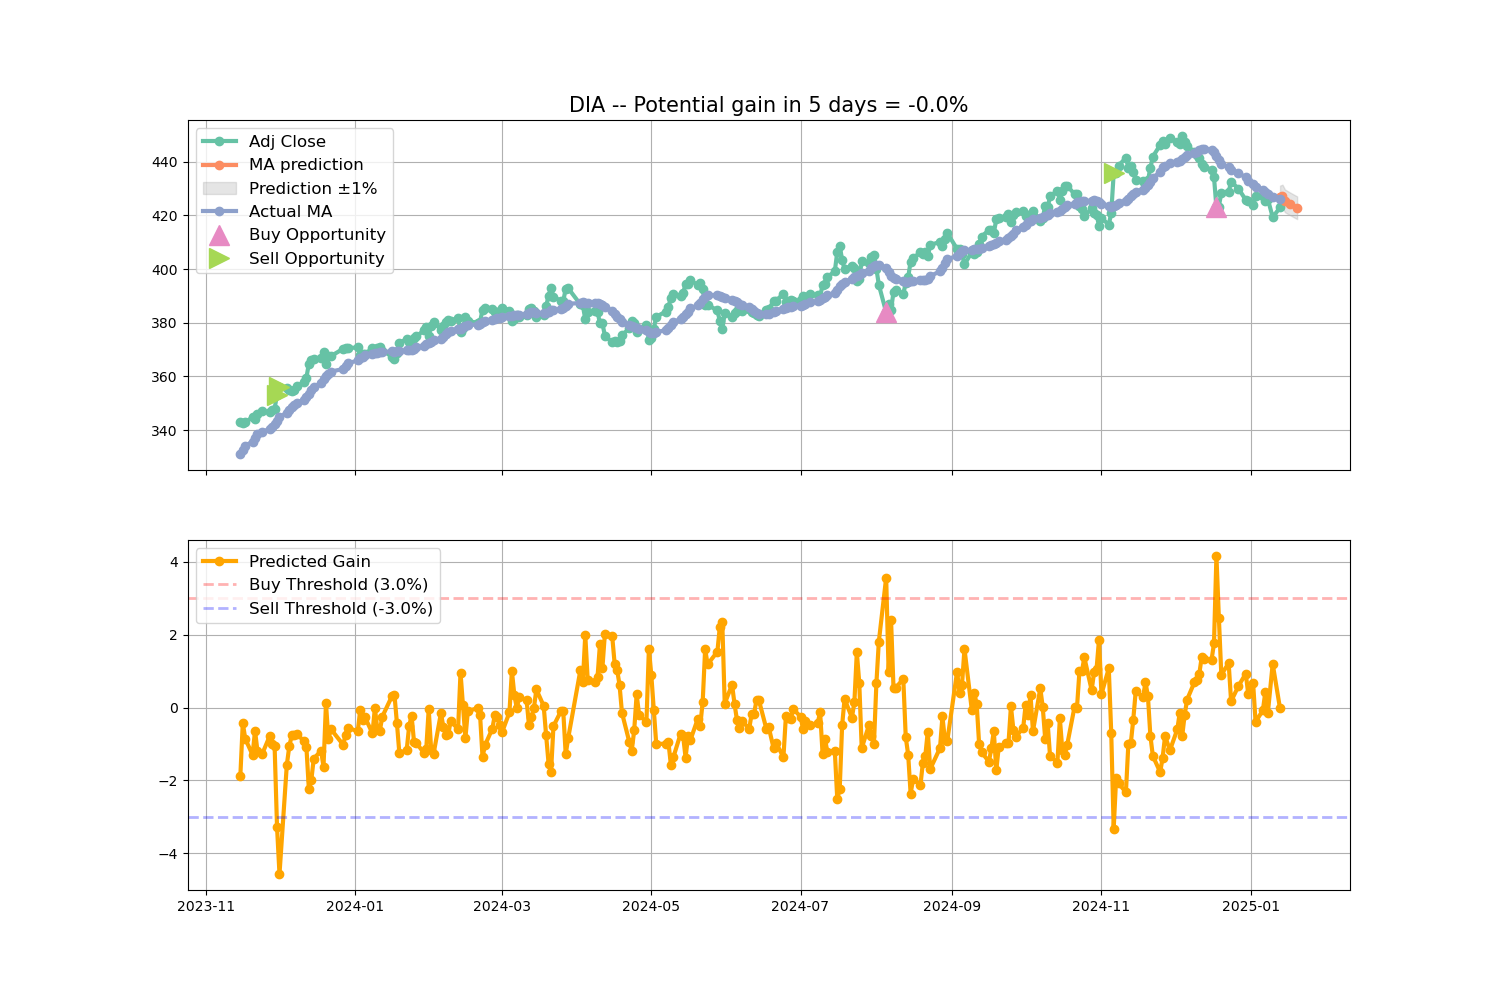 DIA -- Potential gain in 5 days = -0.0%
Adj Close
MA prediction
Prediction ±1%
Actual MA
Buy Opportunity
Sell Opportunity
440
420
400
380
360
340
Predicted Gain
Buy Threshold (3.0%)
Sell Threshold (-3.0%)
4
2
0
−2
−4
2023-11
2024-01
2024-03
2024-05
2024-07
2024-09
2024-11
2025-01